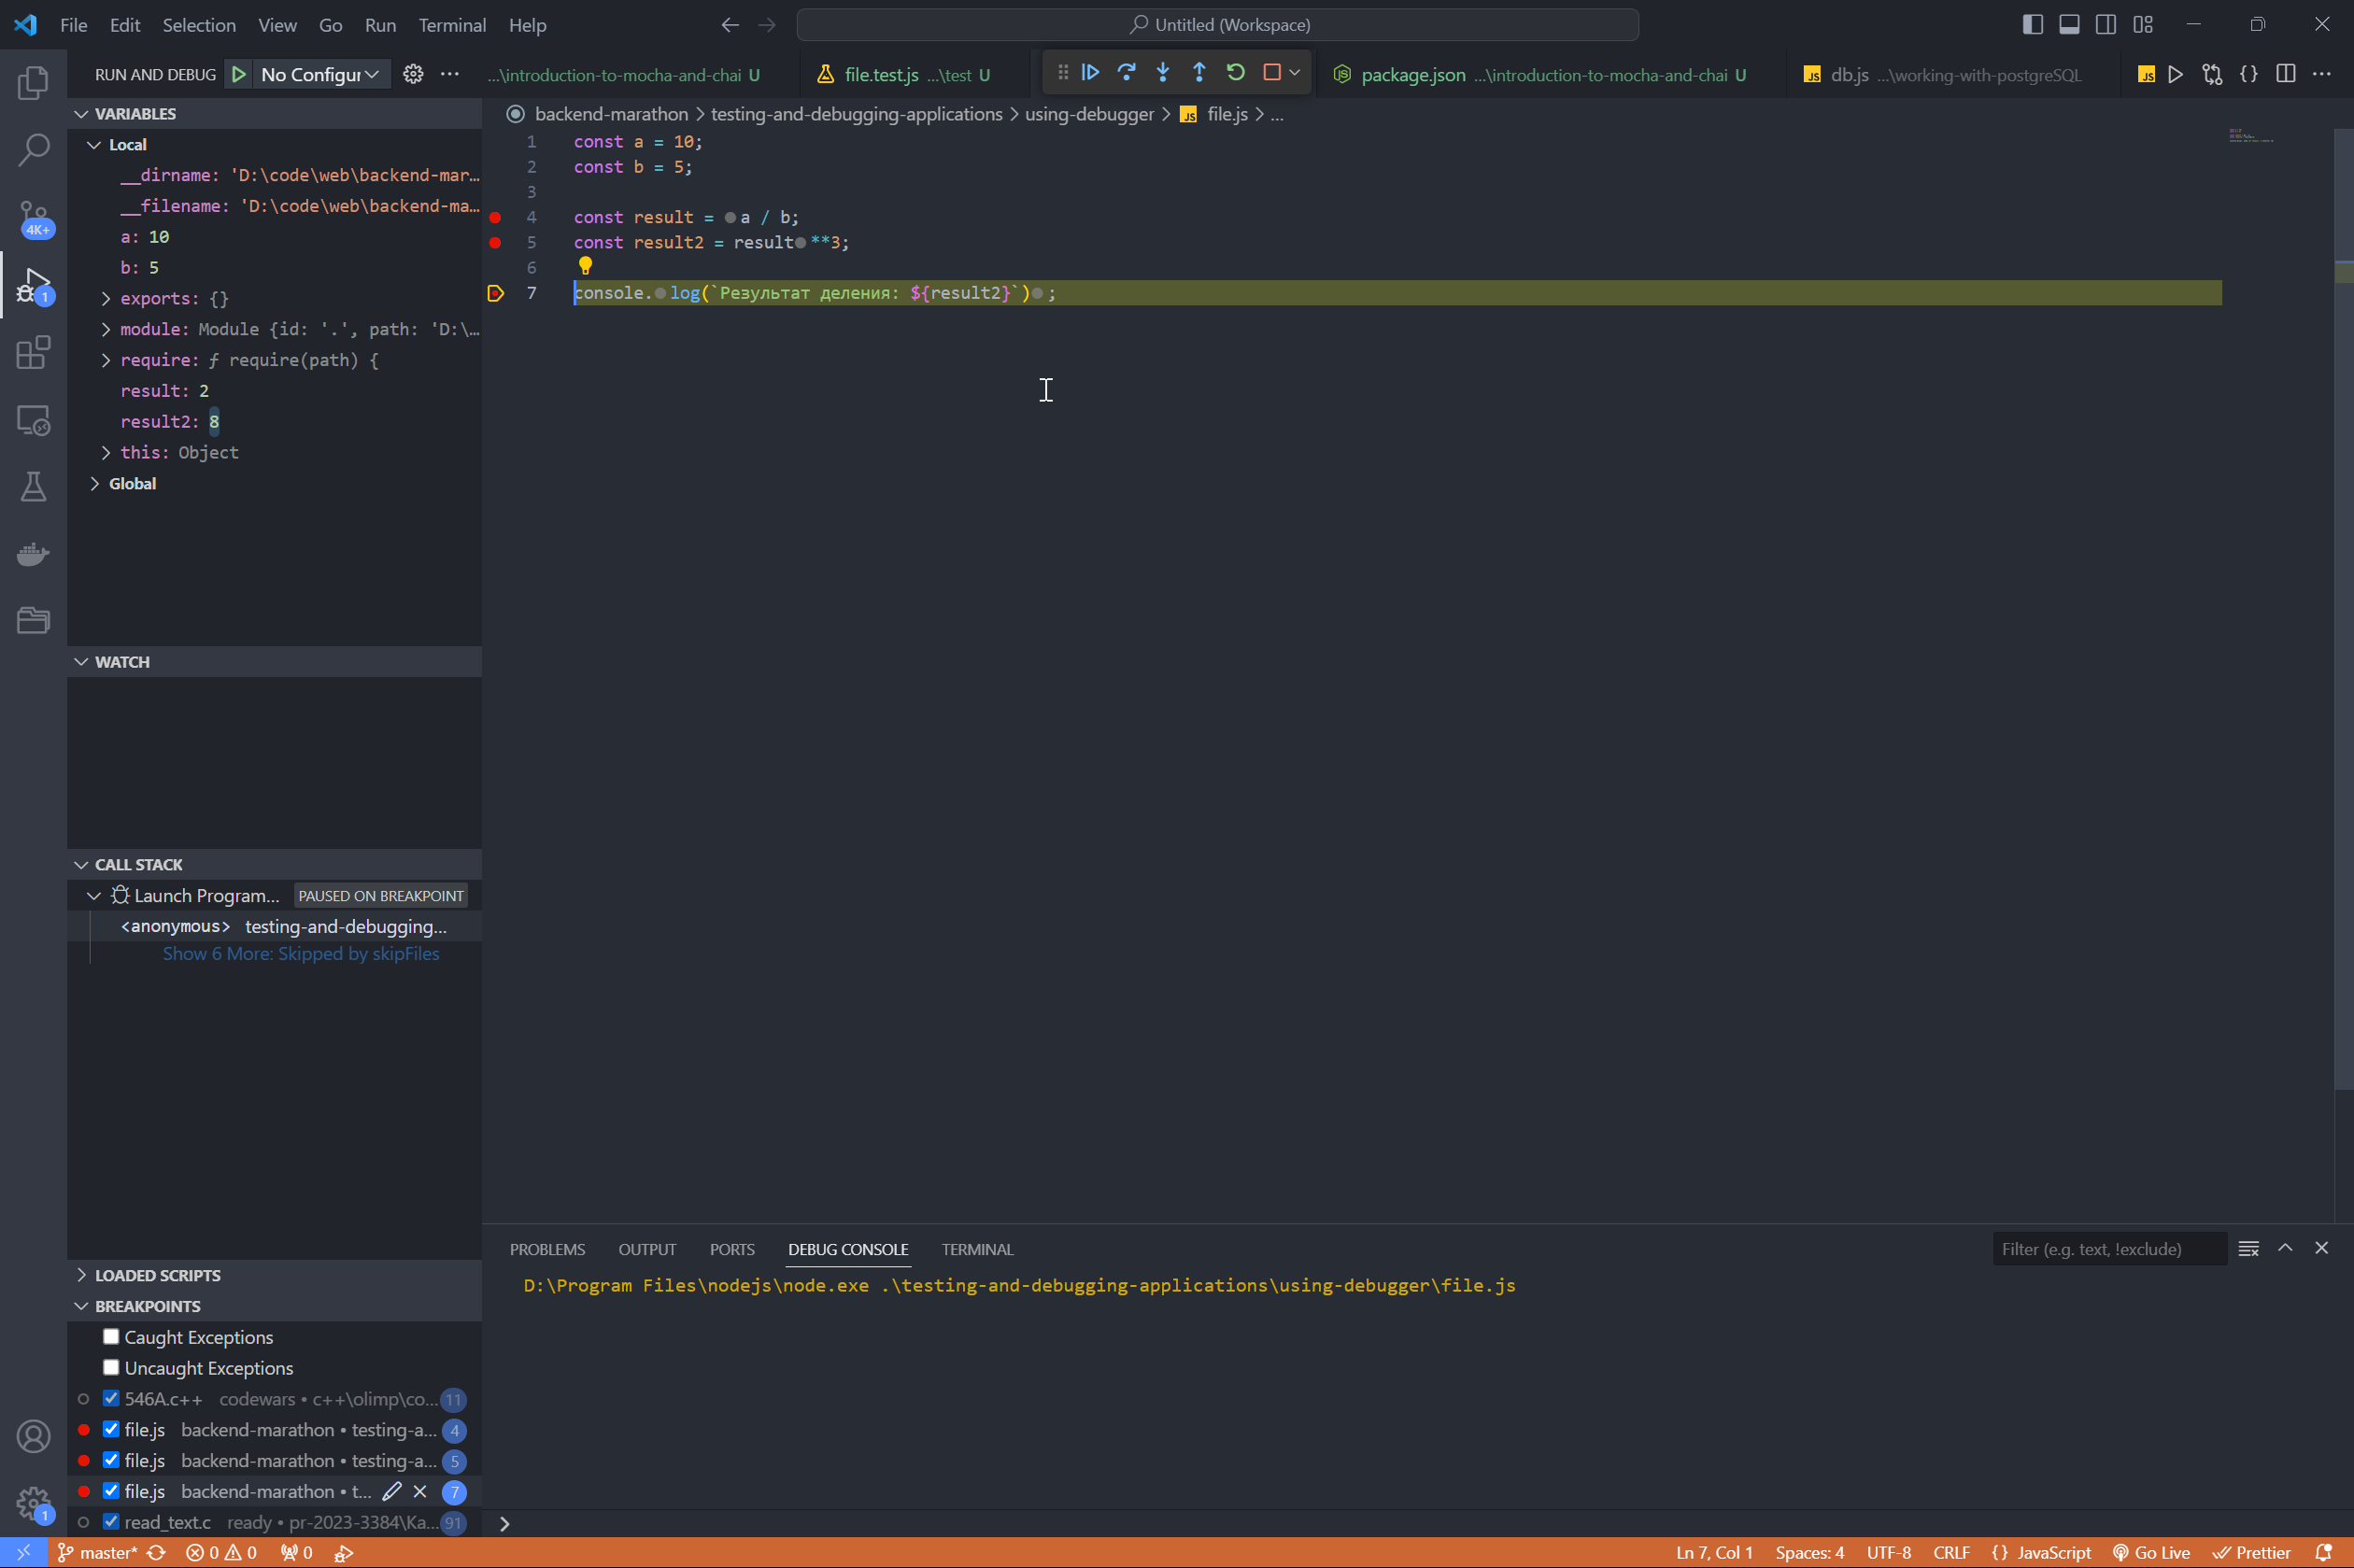 File Edit Selection View Go Run Terminal Help
Untitled (Workspace)
RUN AND DEBUG No Configur
...\introduction-to-mocha-and-chai U
file.test.js ...\test U
package.json ...\introduction-to-mocha-and-chai U
JS db.js ...\working-with-postgreSQL
JS
backend-marathon > testing-and-debugging-applications > using-debugger > JS file.js > ...
VARIABLES
Local
__dirname: 'D:\code\web\backend-mar...
__filename: 'D:\code\web\backend-ma...
a: 10
b: 5
exports: {}
module: Module {id: '.', path: 'D:\...
require: ƒ require(path) {
result: 2
result2: 8
this: Object
Global
4K+
1
1 const a = 10;
2 const b = 5;
3
4 const result = a / b;
5 const result2 = result **3;
6
7 console.log(`Результат деления: ${result2}`);
WATCH
CALL STACK
Launch Program... PAUSED ON BREAKPOINT
<anonymous> testing-and-debugging...
Show 6 More: Skipped by skipFiles
LOADED SCRIPTS
BREAKPOINTS
Caught Exceptions
Uncaught Exceptions
546A.c++ codewars • c++\olimp\co... 11
file.js backend-marathon • testing-a... 4
file.js backend-marathon • testing-a... 5
file.js backend-marathon • t... 7
read_text.c ready • pr-2023-3384\Ka... 91
1
PROBLEMS OUTPUT PORTS DEBUG CONSOLE TERMINAL
Filter (e.g. text, !exclude)
D:\Program Files\nodejs\node.exe .\testing-and-debugging-applications\using-debugger\file.js
>
master* 0 0 0
Ln 7, Col 1 Spaces: 4 UTF-8 CRLF {} JavaScript Go Live Prettier